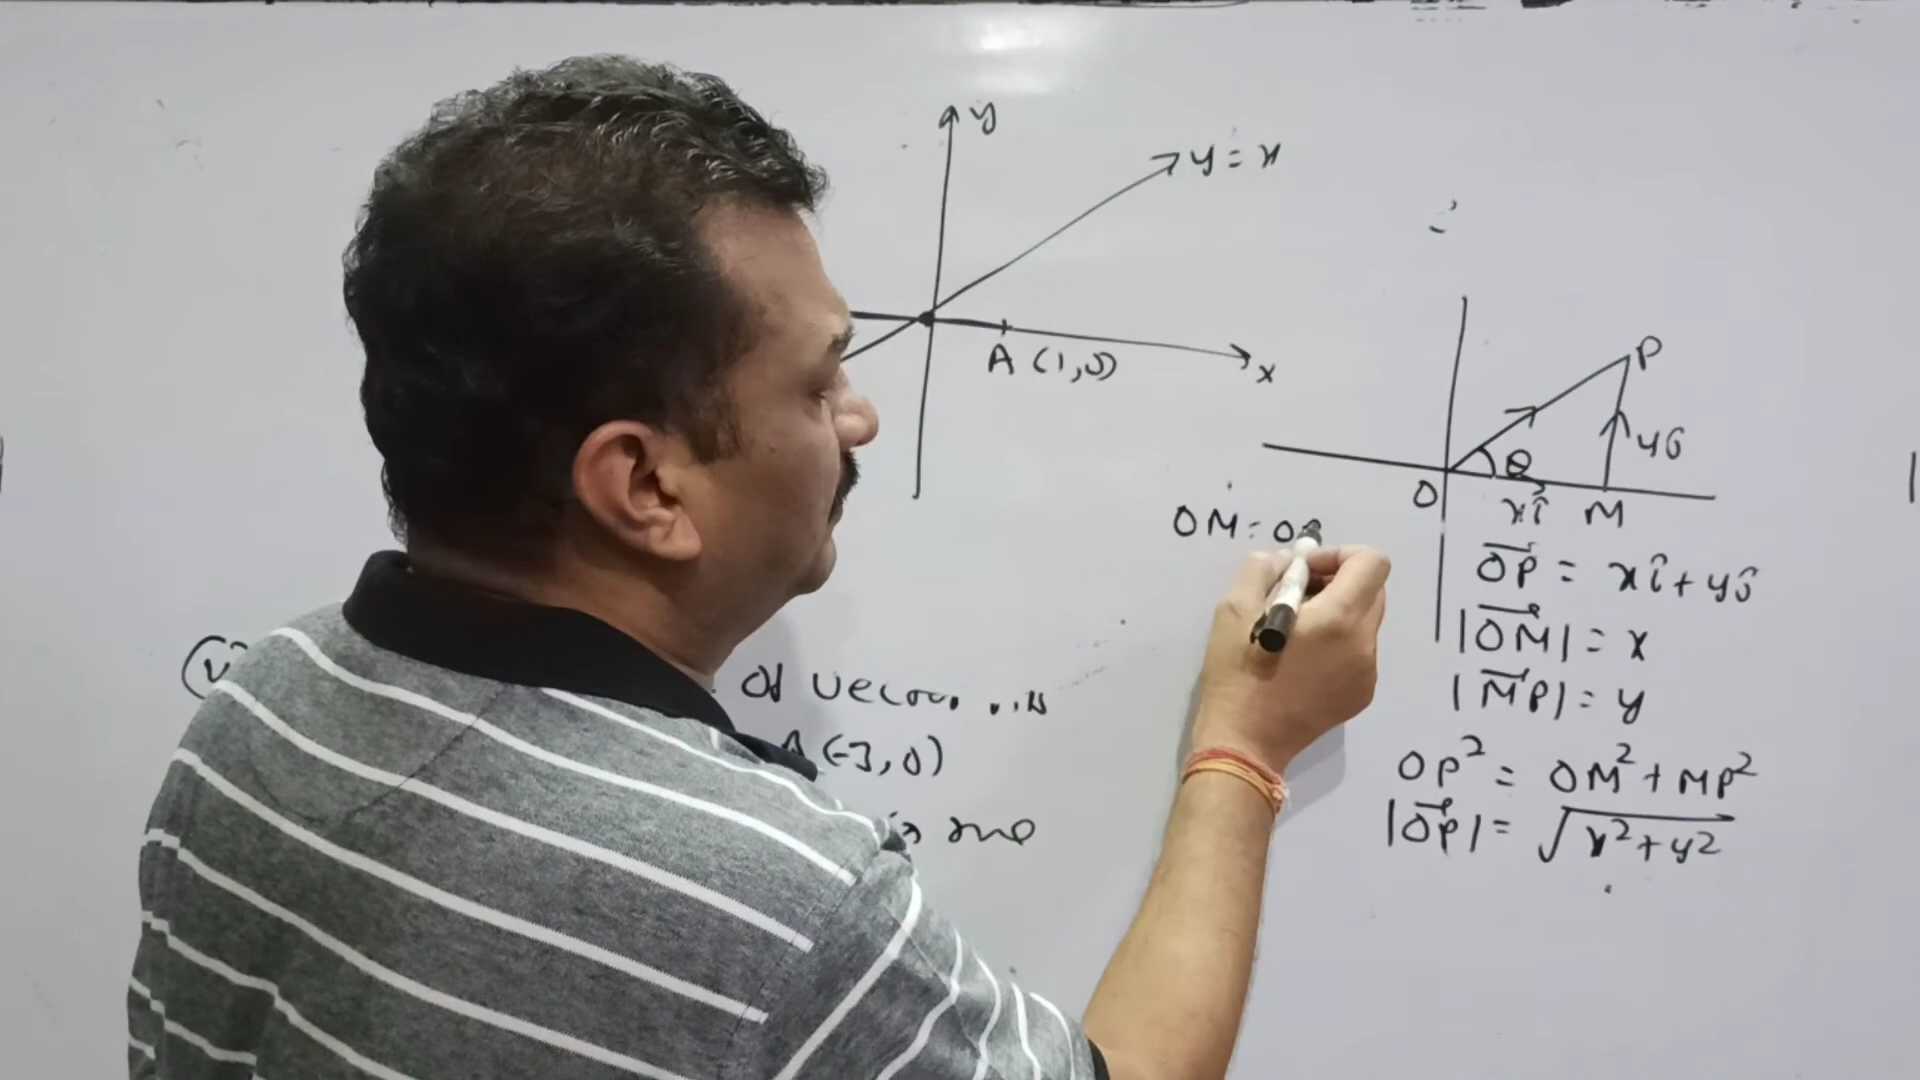 y
y = x
A (1,0)
x
P
yĵ
θ
O
xî
M
OM = O
OP⃗ = xî + yĵ
|OM⃗| = x
|MP⃗| = y
OP² = OM² + MP²
|OP⃗| = √x² + y²
of vector
A (-3, 0)